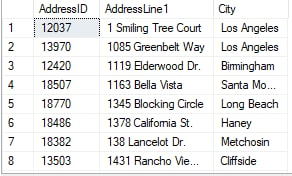 AddressID AddressLine1 City
1 12037 1 Smiling Tree Court Los Angeles
2 13970 1085 Greenbelt Way Los Angeles
3 12420 1119 Elderwood Dr. Birmingham
4 18507 1163 Bella Vista Santa Mo...
5 18770 1345 Blocking Circle Long Beach
6 18486 1378 California St. Haney
7 18382 138 Lancelot Dr. Metchosin
8 13503 1431 Rancho Vie... Cliffside